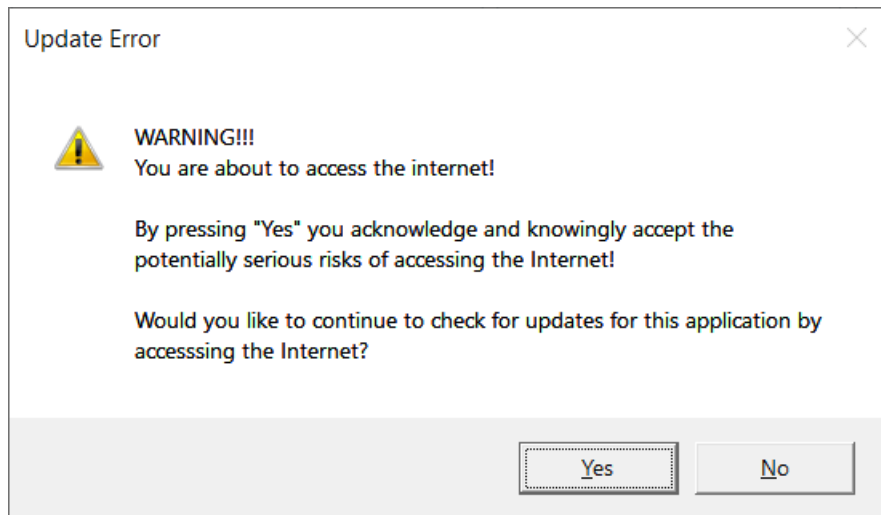 Update Error
WARNING!!!
You are about to access the internet!
By pressing "Yes" you acknowledge and knowingly accept the
potentially serious risks of accessing the Internet!
Would you like to continue to check for updates for this application by
accesssing the Internet?
Yes
No